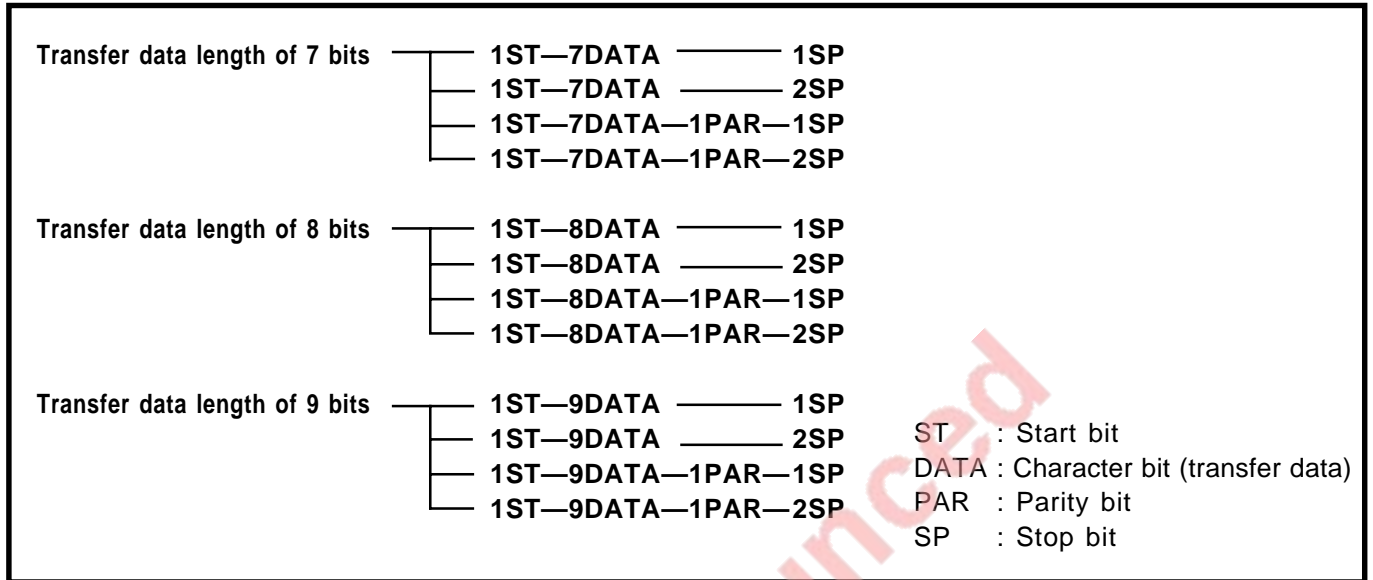 Transfer data length of 7 bits 1ST—7DATA 1SP
1ST—7DATA 2SP
1ST—7DATA—1PAR—1SP
1ST—7DATA—1PAR—2SP
Transfer data length of 8 bits 1ST—8DATA 1SP
1ST—8DATA 2SP
1ST—8DATA—1PAR—1SP
1ST—8DATA—1PAR—2SP
Transfer data length of 9 bits 1ST—9DATA 1SP
1ST—9DATA 2SP
1ST—9DATA—1PAR—1SP
1ST—9DATA—1PAR—2SP
ST : Start bit
DATA : Character bit (transfer data)
PAR : Parity bit
SP : Stop bit